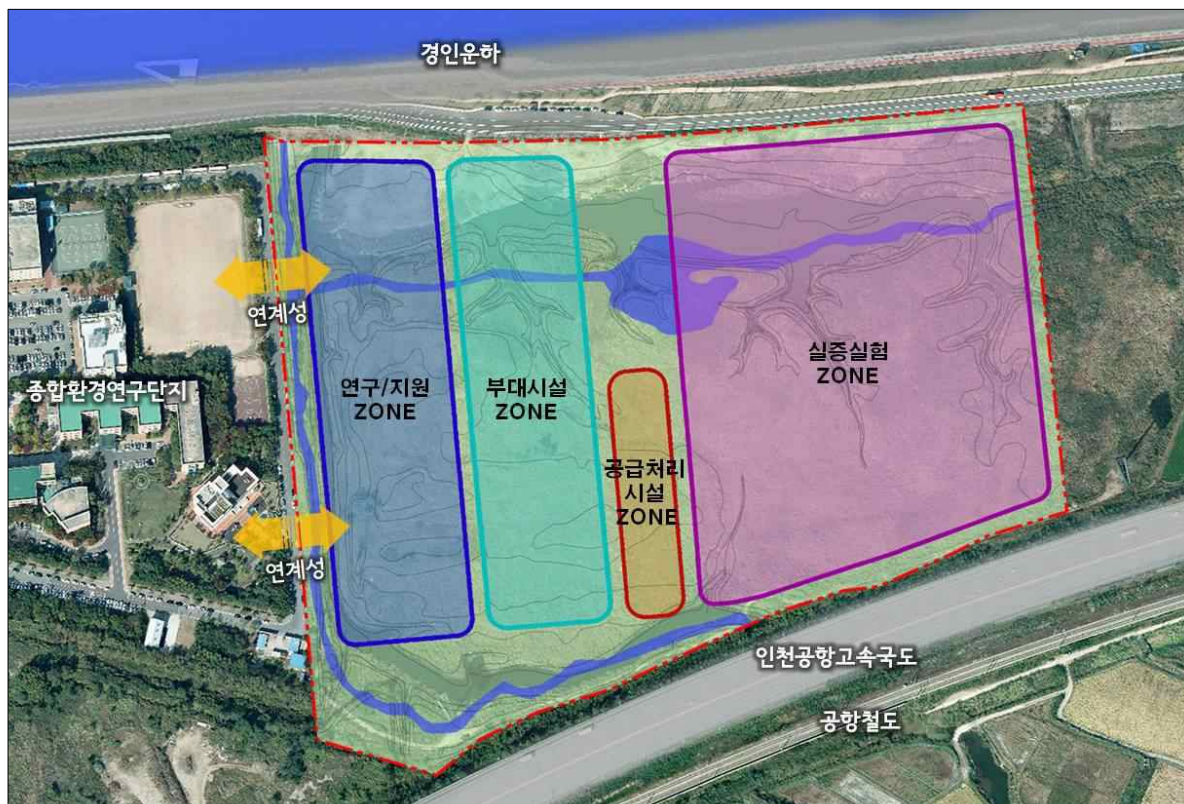 경인운하
연계성
종합환경연구단지
연구/지원
ZONE
부대시설
ZONE
공급처리
시설
ZONE
실증실험
ZONE
연계성
인천공항고속국도
공항철도